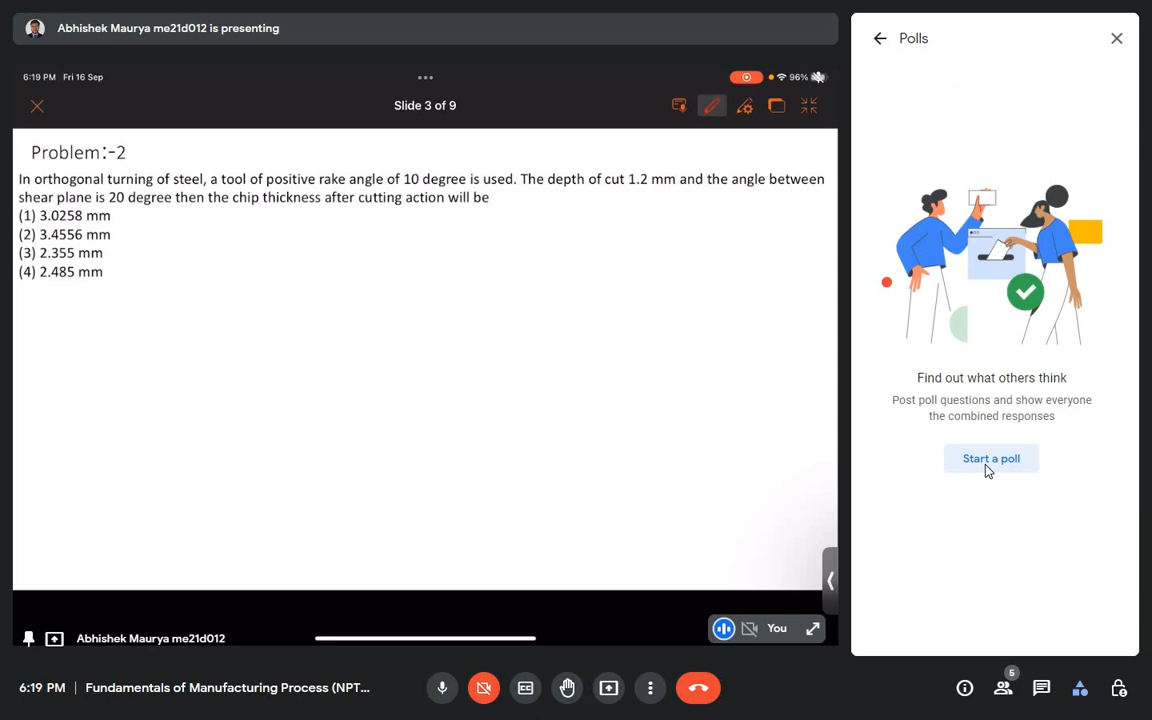 Abhishek Maurya me21d012 is presenting
6:19 PM Fri 16 Sep
96%
Slide 3 of 9
Problem:-2
In orthogonal turning of steel, a tool of positive rake angle of 10 degree is used. The depth of cut 1.2 mm and the angle between
shear plane is 20 degree then the chip thickness after cutting action will be
(1) 3.0258 mm
(2) 3.4556 mm
(3) 2.355 mm
(4) 2.485 mm
Abhishek Maurya me21d012
You
Polls
Find out what others think
Post poll questions and show everyone
the combined responses
Start a poll
6:19 PM | Fundamentals of Manufacturing Process (NPT...
5